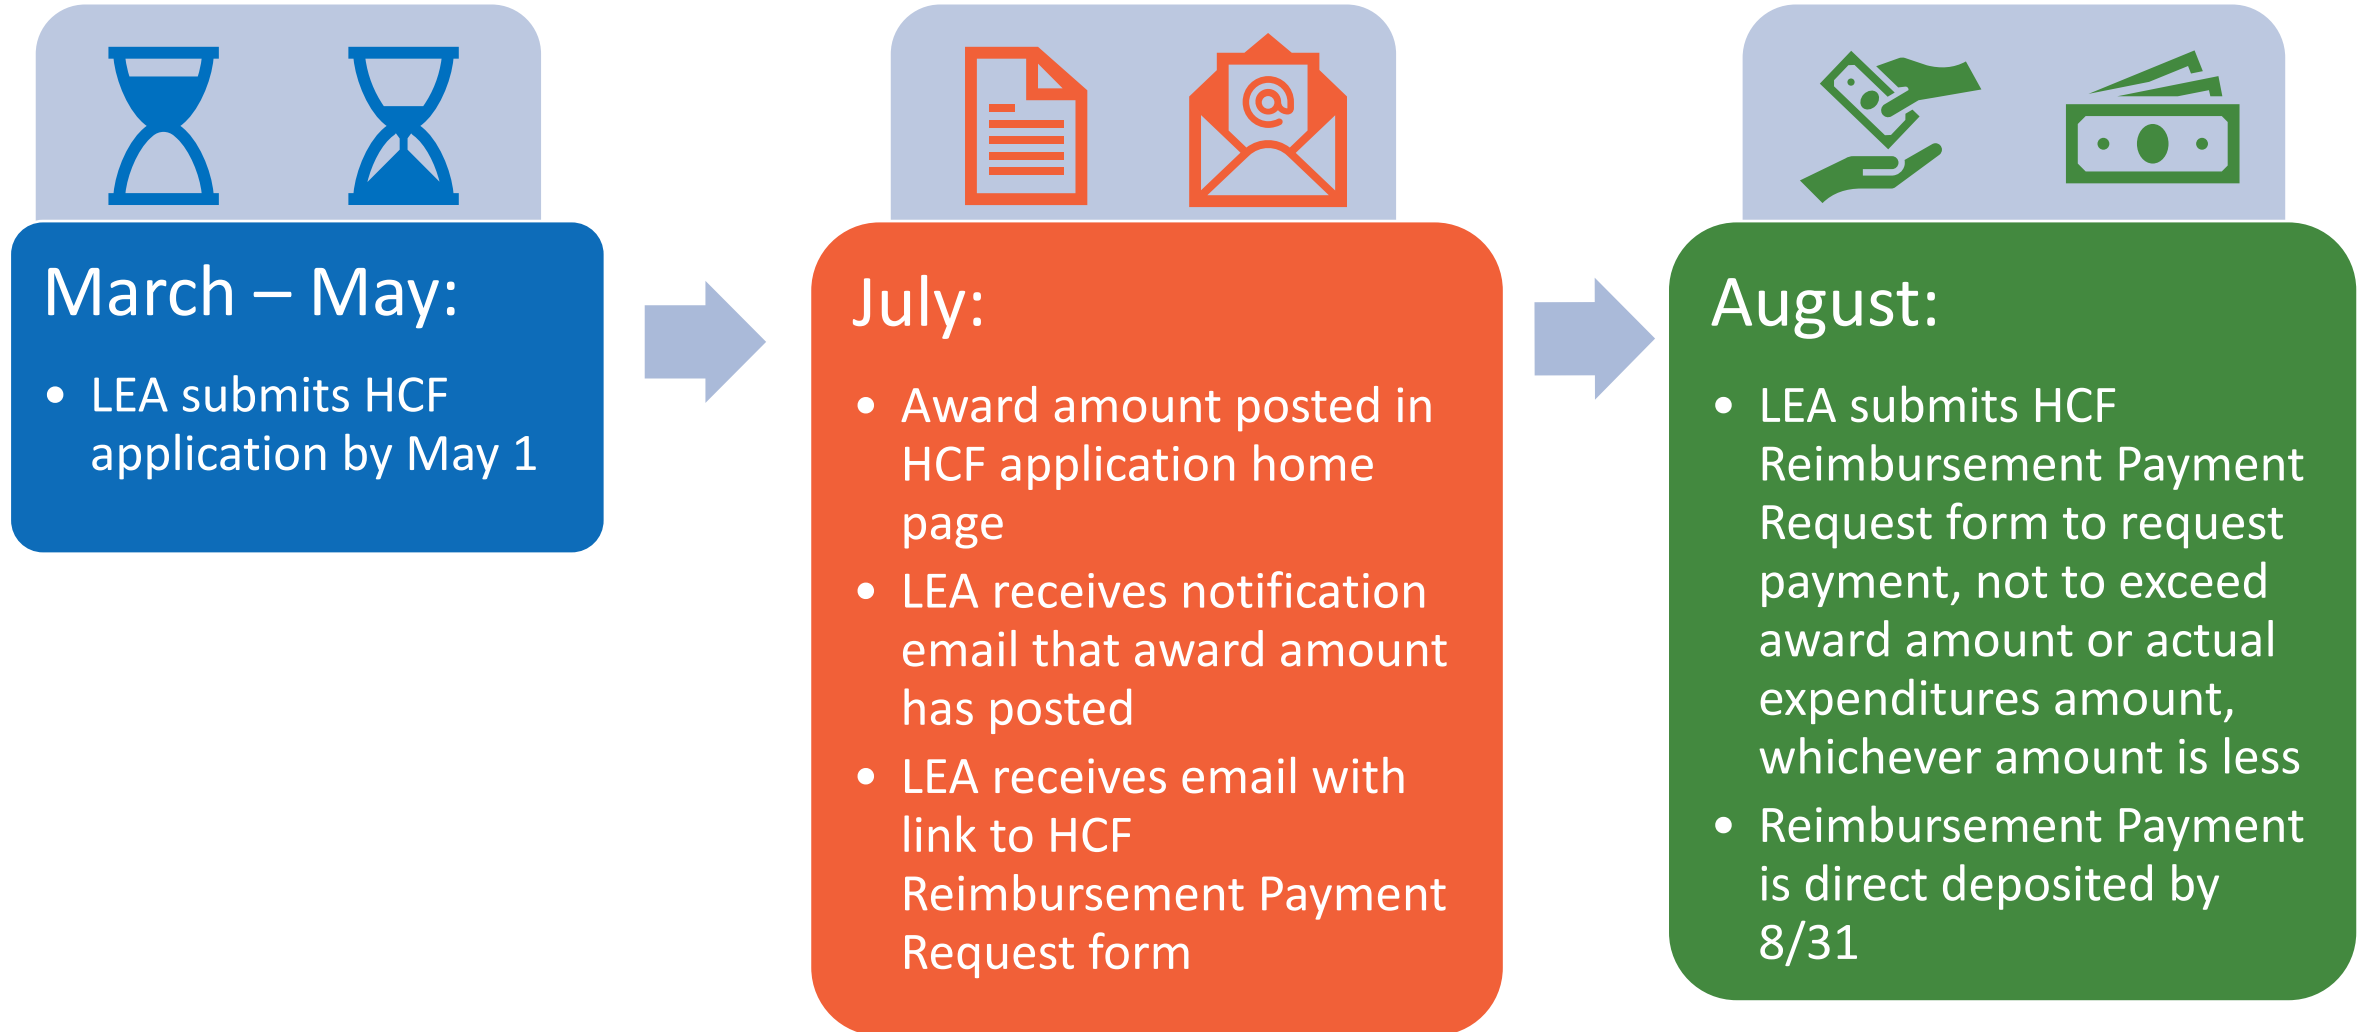 March – May:
• LEA submits HCF
application by May 1
July:
• Award amount posted in
HCF application home
page
• LEA receives notification
email that award amount
has posted
• LEA receives email with
link to HCF
Reimbursement Payment
Request form
August:
• LEA submits HCF
Reimbursement Payment
Request form to request
payment, not to exceed
award amount or actual
expenditures amount,
whichever amount is less
• Reimbursement Payment
is direct deposited by
8/31